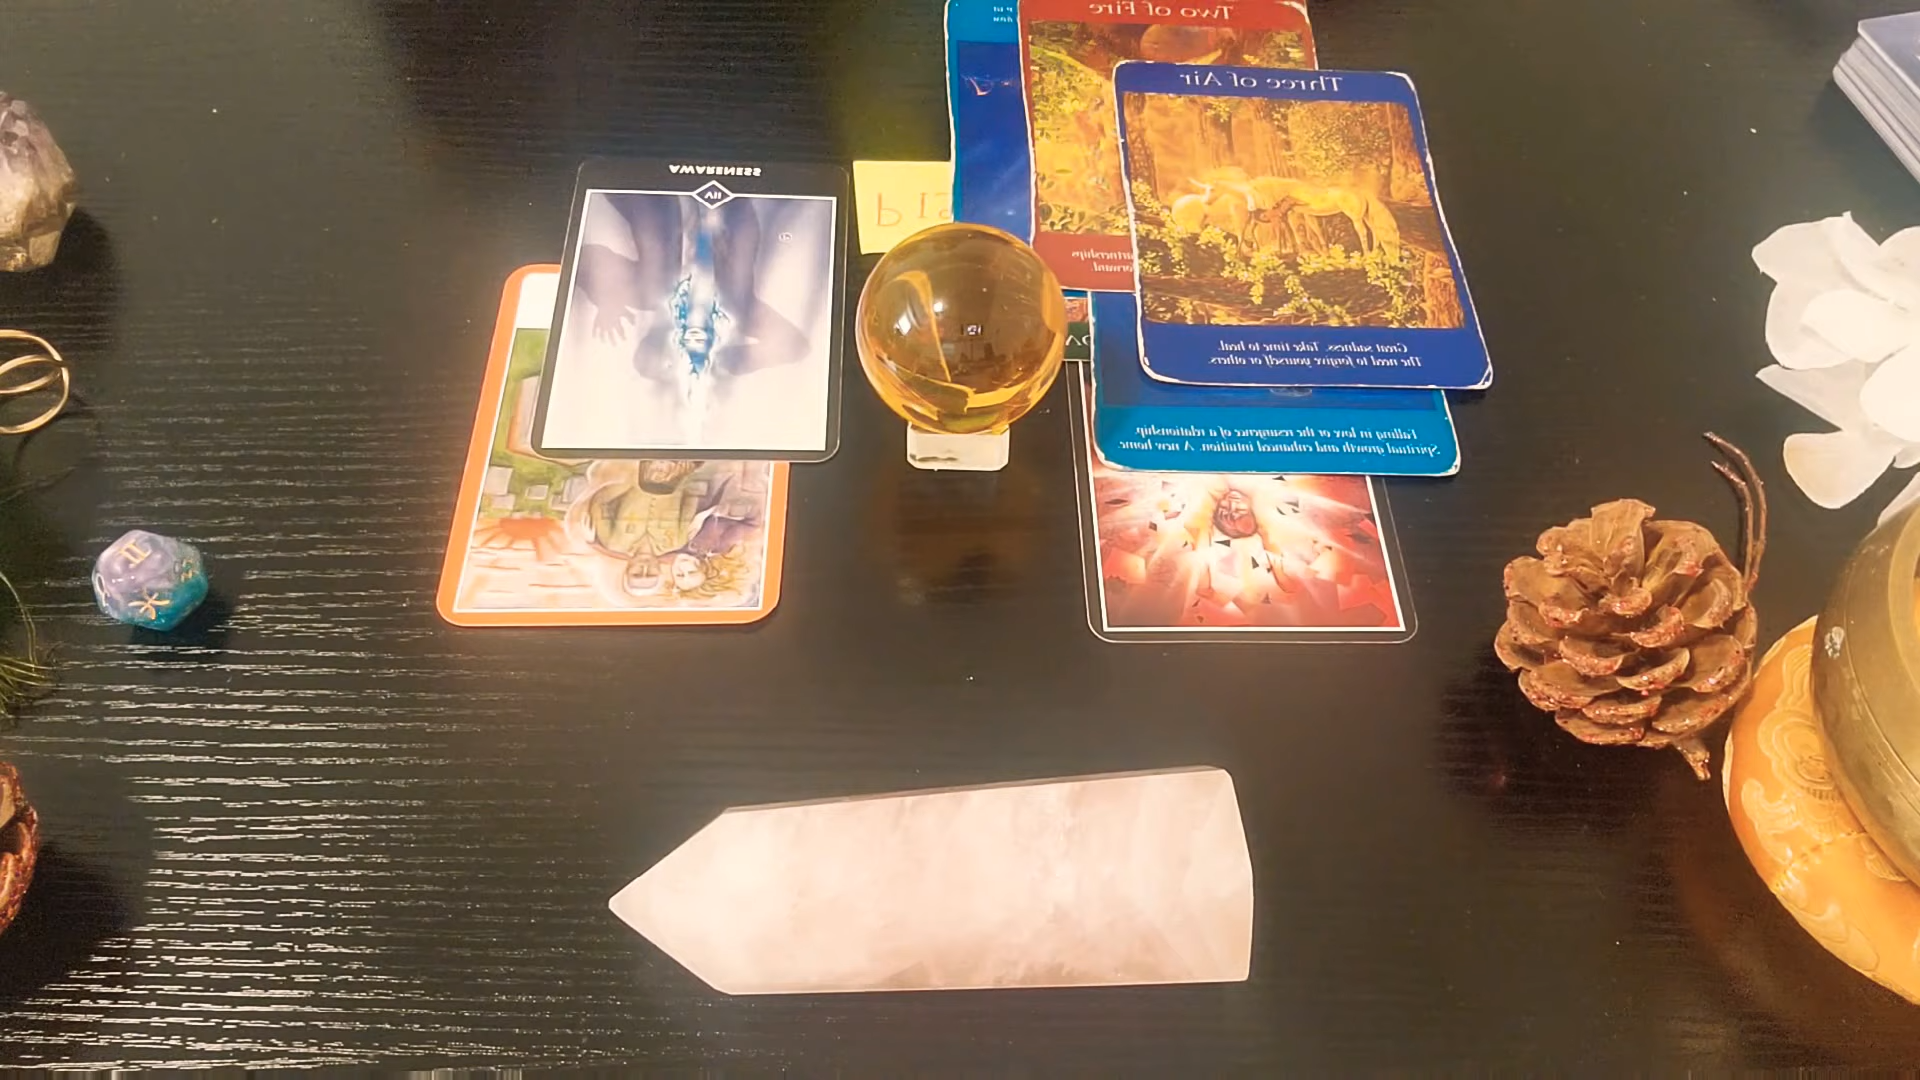 Two of Fire
Three of Air
AWARENESS
VII
Great sadness. Take time to heal.
The need to forgive yourself or others.
Falling in love or the resurgence of a relationship.
Spiritual growth and enhanced intuition. A new home